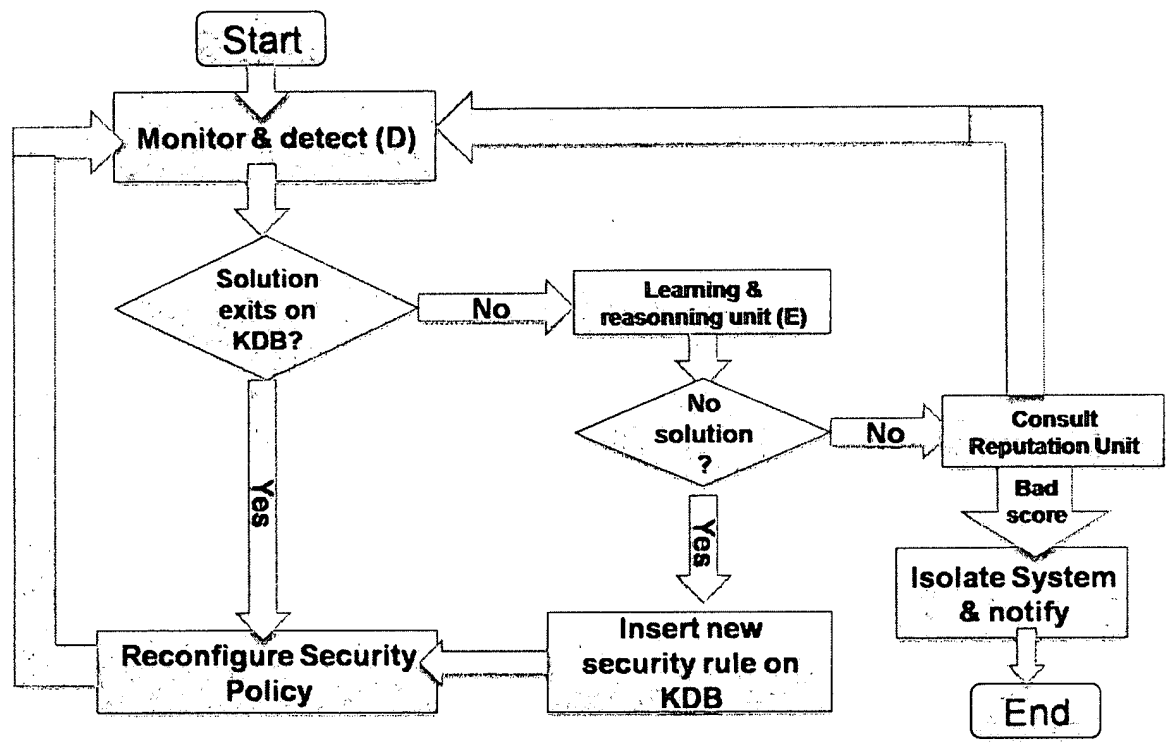 Start
Monitor & detect (D)
Solution
exits on
KDB?
No
Learning &
reasonning unit (E)
No
solution
?
No
Consult
Reputation Unit
Yes
Yes
Bad
score
Isolate System
& notify
Insert new
security rule on
KDB
Reconfigure Security
Policy
End